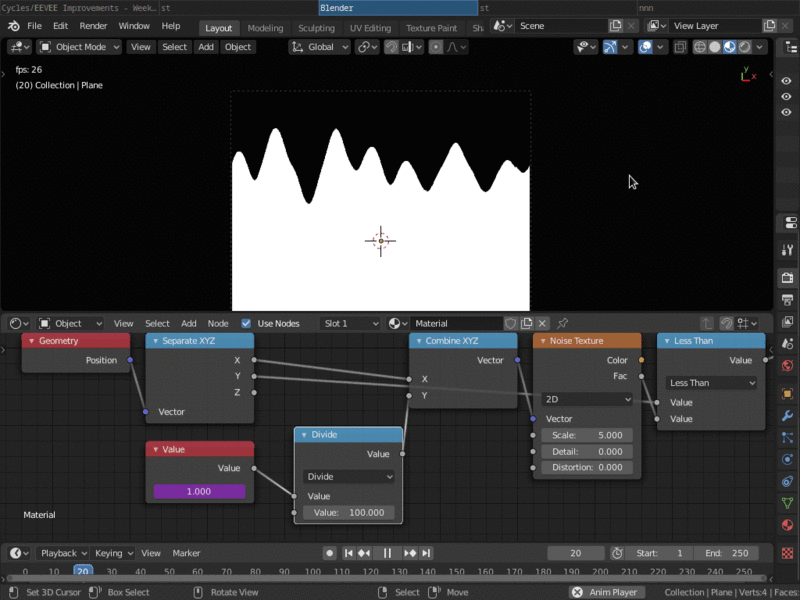 Cycles/EEVEE Improvements - Week… st Blender st nnn
File Edit Render Window Help Layout Modeling Sculpting UV Editing Texture Paint Sh Scene View Layer
Object Mode View Select Add Object Global
fps: 26
(20) Collection | Plane
Y
X
Object View Select Add Node Use Nodes Slot 1 Material
Geometry
Position
Separate XYZ
X
Y
Z
Vector
Value
Value
1.000
Divide
Value
Divide
Value
Value: 100.000
Combine XYZ
Vector
X
Y
Noise Texture
Color
Fac
2D
Vector
Scale: 5.000
Detail: 0.000
Distortion: 0.000
Less Than
Value
Less Than
Value
Value
Material
Playback Keying View Marker 20 Start: 1 End: 250
0 10 20 30 40 50 60 70 80 90 100 110 120 130 140 150 160 170 180 190 200 210 220 230 240 250
Set 3D Cursor Box Select Rotate View Select Move Anim Player Collection | Plane | Verts:4 | Faces: